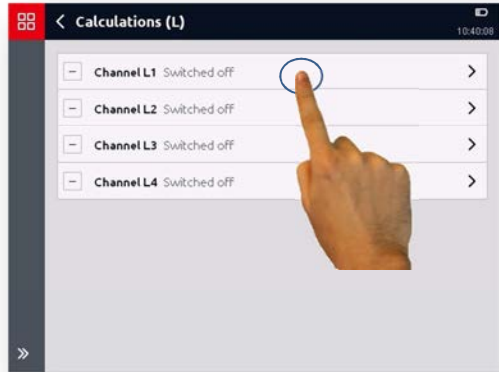 Calculations (L)
10:40:08
Channel L1 Switched off
Channel L2 Switched off
Channel L3 Switched off
Channel L4 Switched off